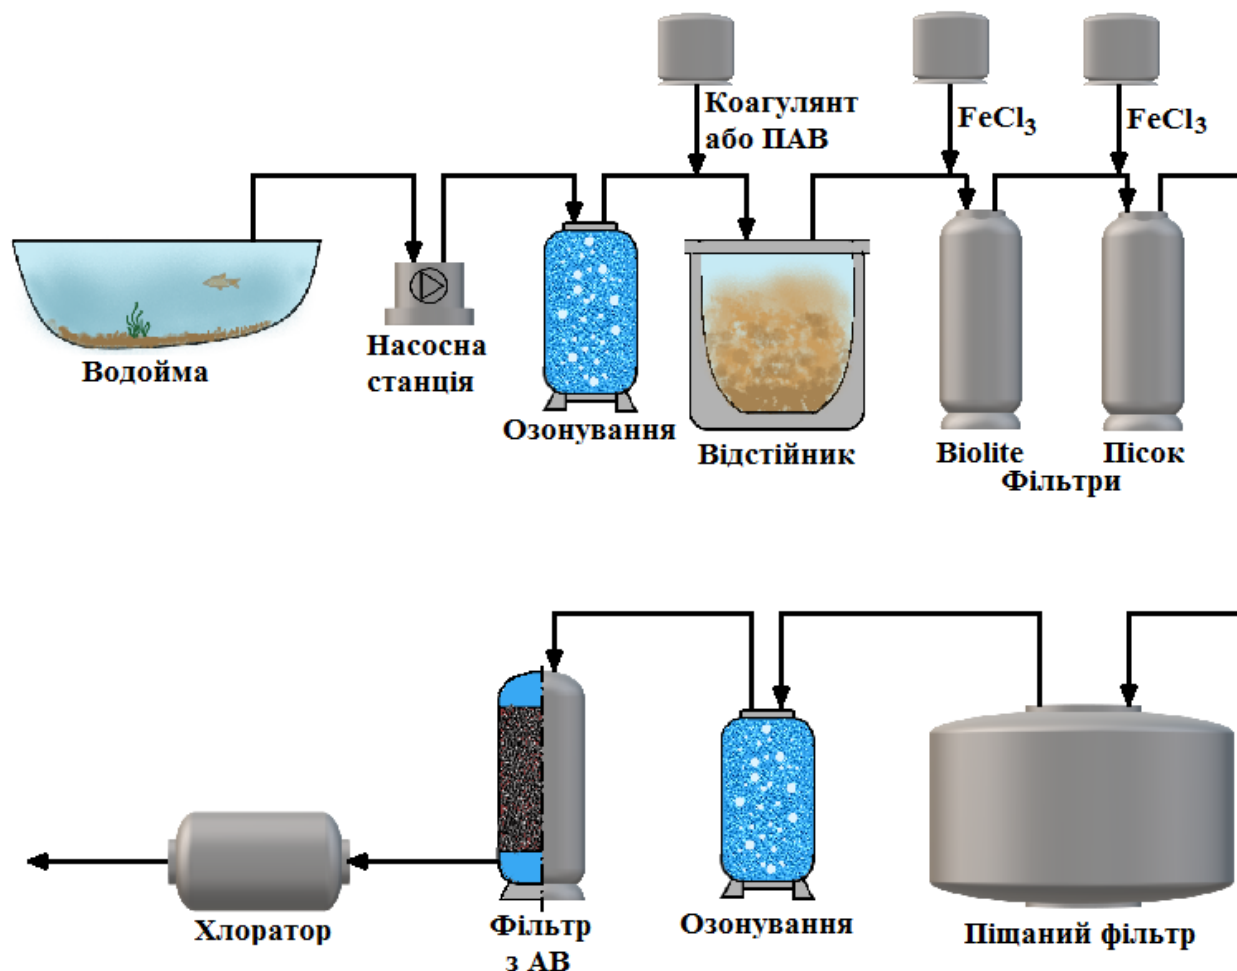 Коагулянт
або ПАВ
FeCl₃
FeCl₃
Водойма
Насосна
станція
Озонування
Відстійник
Biolite
Пісок
Фільтри
Хлоратор
Фільтр
з АВ
Озонування
Піщаний фільтр